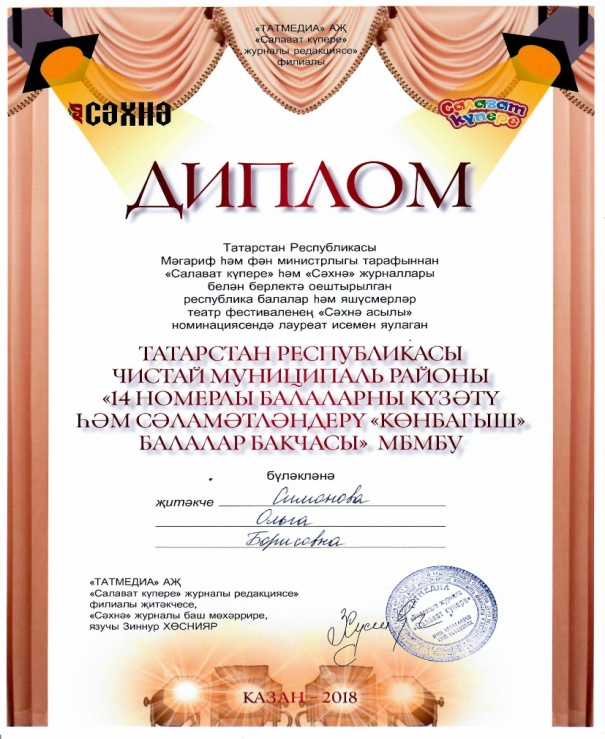 «ТАТМЕДИА» АҖ
«Салават күпере»
журналы редакциясе»
филиалы
СӘХНӘ
Салават
күпере
ДИПЛОМ
Татарстан Республикасы
Мәгариф һәм фән министрлыгы тарафыннан
«Салават күпере» һәм «Сәхнә» журналлары
белән берлектә оештырылган
республика балалар һәм яшүсмерләр
театр фестиваленең «Сәхнә асылы»
номинациясендә лауреат исемен яулаган
ТАТАРСТАН РЕСПУБЛИКАСЫ
ЧИСТАЙ МУНИЦИПАЛЬ РАЙОНЫ
«14 НОМЕРЛЫ БАЛАЛАРНЫ КҮЗӘТҮ
ҺӘМ СӘЛАМӘТЛӘНДЕРҮ «КӨНБАГЫШ»
БАЛАЛАР БАКЧАСЫ» МБМБУ
бүләкләнә
җитәкче Симонова
Ольга
Борисовна
«ТАТМЕДИА» АҖ
«Салават күпере» журналы редакциясе»
филиалы җитәкчесе,
«Сәхнә» журналы баш мөхәррире,
язучы Зиннур ХӨСНИЯР
КАЗАН – 2018